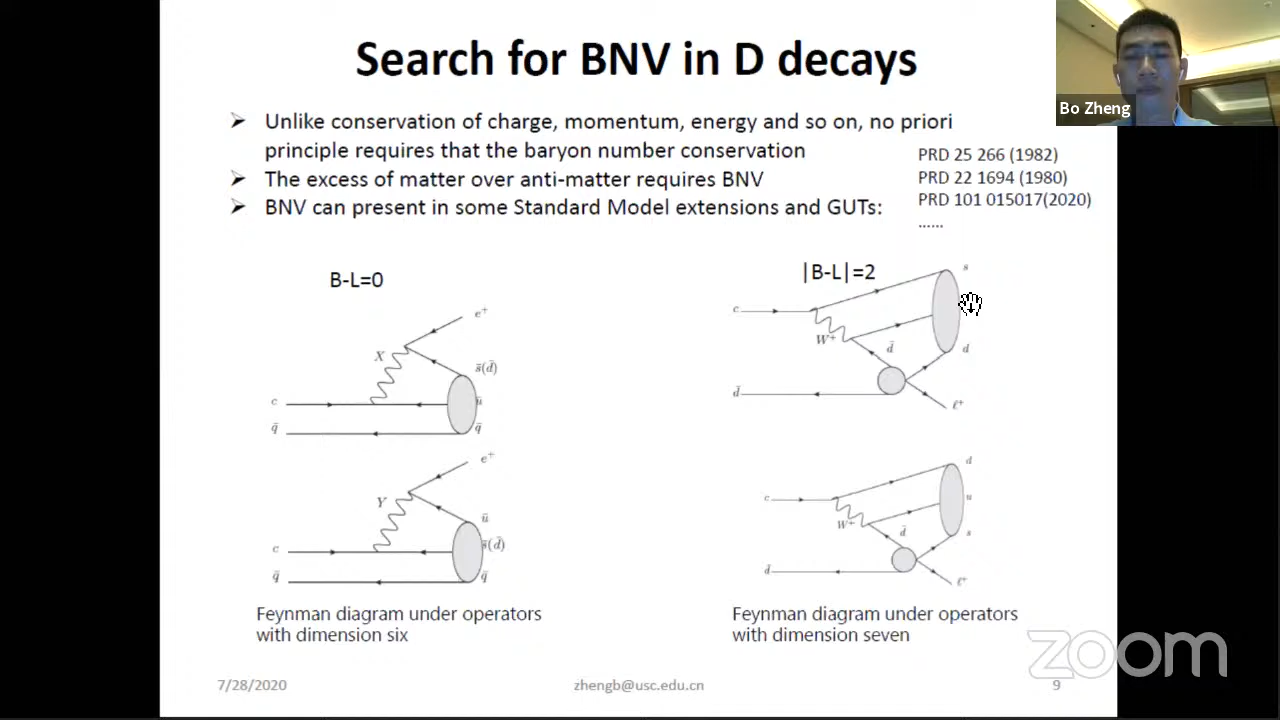 Search for BNV in D decays
Bo Zheng
➢ Unlike conservation of charge, momentum, energy and so on, no priori
principle requires that the baryon number conservation
➢ The excess of matter over anti-matter requires BNV
➢ BNV can present in some Standard Model extensions and GUTs:
PRD 25 266 (1982)
PRD 22 1694 (1980)
PRD 101 015017(2020)
......
B-L=0
e⁺
X
s̄(d̄)
c
ū
q̄
q̄
e⁺
Y
ū
c
s̄(d̄)
q̄
q̄
Feynman diagram under operators
with dimension six
|B-L|=2
s
c
W⁺
d̄
d
d̄
ℓ⁺
d
c
u
W⁺
d̄
s
d̄
ℓ⁺
Feynman diagram under operators
with dimension seven
zoom
7/28/2020
zhengb@usc.edu.cn
9